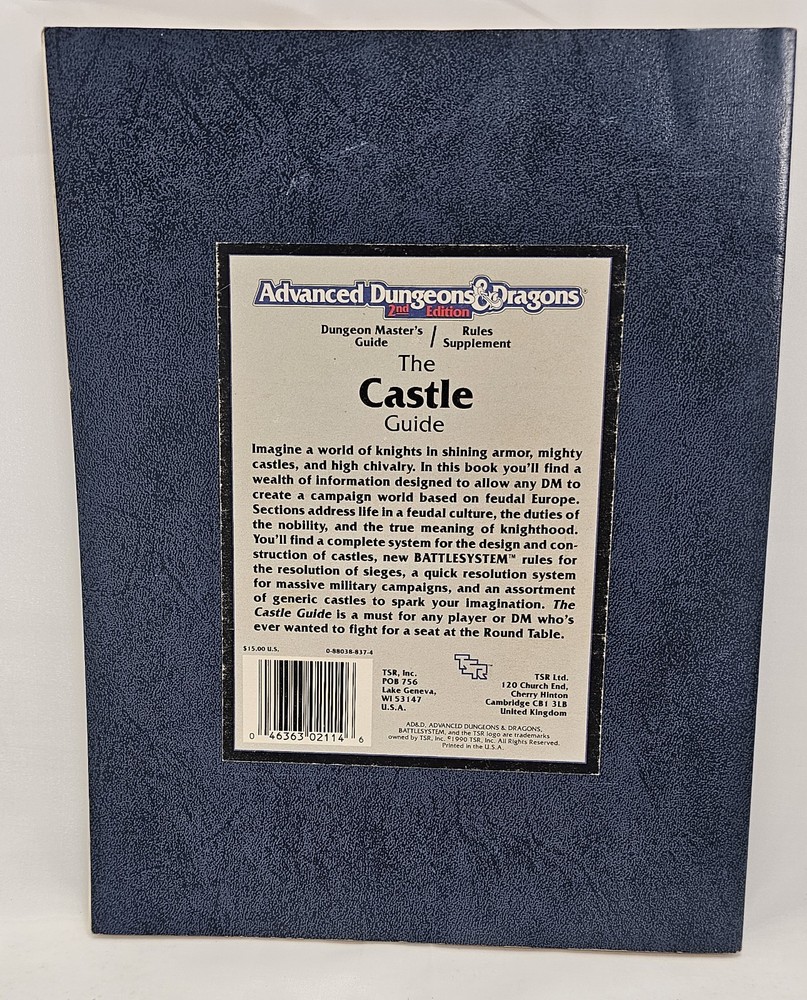 Advanced Dungeons & Dragons®
2nd Edition
Dungeon Master's / Rules
Guide Supplement
The
Castle
Guide
Imagine a world of knights in shining armor, mighty
castles, and high chivalry. In this book you'll find a
wealth of information designed to allow any DM to
create a campaign world based on feudal Europe.
Sections address life in a feudal culture, the duties of
the nobility, and the true meaning of knighthood.
You'll find a complete system for the design and con-
struction of castles, new BATTLESYSTEM™ rules for
the resolution of sieges, a quick resolution system
for massive military campaigns, and an assortment
of generic castles to spark your imagination. The
Castle Guide is a must for any player or DM who's
ever wanted to fight for a seat at the Round Table.
$15.00 U.S. 0-88038-837-4
0 46363 02114 6
TSR, Inc.
POB 756
Lake Geneva,
WI 53147
U.S.A.
TSR™
TSR Ltd.
120 Church End,
Cherry Hinton
Cambridge CB1 3LB
United Kingdom
AD&D, ADVANCED DUNGEONS & DRAGONS,
BATTLESYSTEM, and the TSR logo are trademarks
owned by TSR, Inc. ©1990 TSR, Inc. All Rights Reserved.
Printed in the U.S.A.